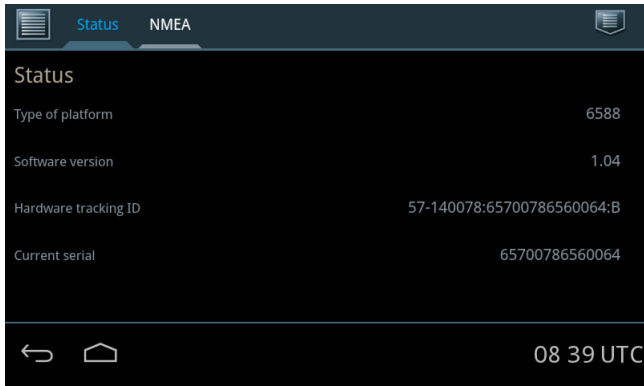 Status NMEA
Status
Type of platform 6588
Software version 1.04
Hardware tracking ID 57-140078:65700786560064:B
Current serial 65700786560064
08 39 UTC